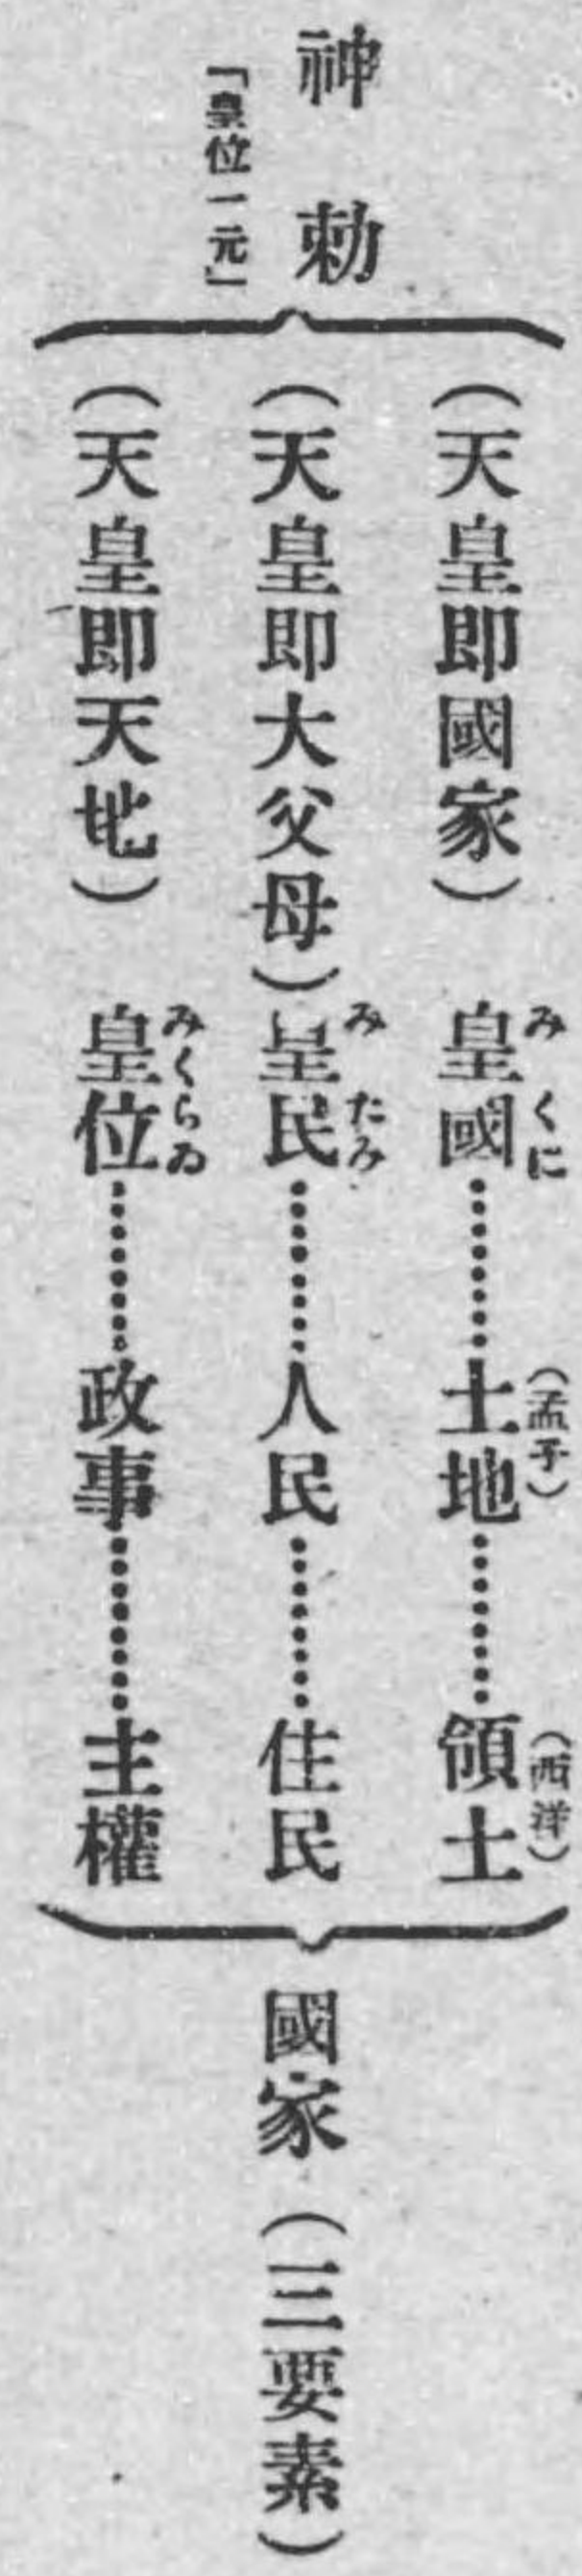 神勅
「皇位一元」
（天皇即國家）皇國……土地……領土
みくに
（孟子）
（西洋）
（天皇即大父母）皇民……人民……住民
みたみ
（天皇即天地）皇位……政事……主權
みくらゐ
國家（三要素）